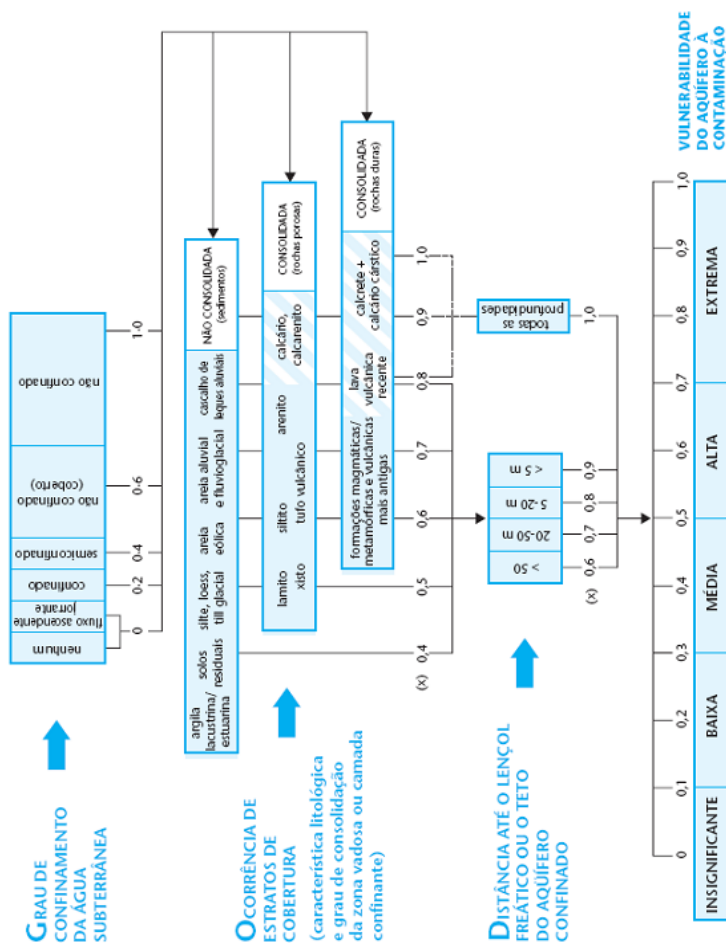 GRAU DE
CONFINAMENTO
DA ÁGUA
SUBTERRÂNEA
nenhum
fluxo ascendente
jorrante
confinado
semiconfinado
não confinado
(coberto)
não confinado
0
0·2
0·4
0·6
1·0
OCORRÊNCIA DE
ESTRATOS DE
COBERTURA
(característica litológica
e grau de consolidação
da zona vadosa ou camada
confinante)
argila
lacustrina/
estuarina
solos
residuais
silte, loess,
till glacial
areia
eólica
areia aluvial
e fluvioglacial
cascalho de
leques aluviais
NÃO CONSOLIDADA
(sedimentos)
lamito
xisto
siltito
tufo vulcânico
arenito
calcário,
calcarenito
CONSOLIDADA
(rochas porosas)
formações magmáticas/
metamórficas e vulcânicas
mais antigas
lava
vulcânica
recente
calcrete +
calcário cárstico
CONSOLIDADA
(rochas duras)
(x)
0,4
0,5
0,6
0,7
0,8
0,9
1,0
DISTÂNCIA ATÉ O LENÇOL
FREÁTICO OU O TETO
DO AQÜÍFERO
CONFINADO
> 50
20-50 m
5-20 m
< 5 m
todas as
profundidades
(x)
0,6
0,7
0,8
0,9
1,0
0
0,1
0,2
0,3
0,4
0,5
0,6
0,7
0,8
0,9
1,0
VULNERABILIDADE
DO AQÜÍFERO À
CONTAMINAÇÃO
INSIGNIFICANTE
BAIXA
MÉDIA
ALTA
EXTREMA